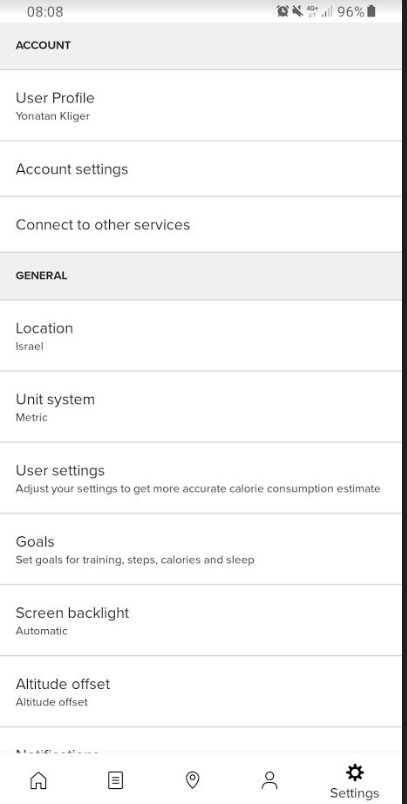 08:08
4G+
96%
ACCOUNT
User Profile
Yonatan Kliger
Account settings
Connect to other services
GENERAL
Location
Israel
Unit system
Metric
User settings
Adjust your settings to get more accurate calorie consumption estimate
Goals
Set goals for training, steps, calories and sleep
Screen backlight
Automatic
Altitude offset
Altitude offset
Notifications
Settings